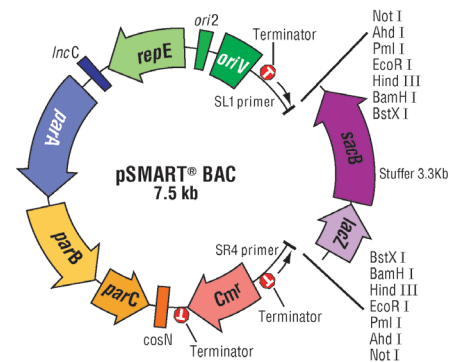 Not I
Ahd I
Pml I
EcoR I
Hind III
BamH I
BstX I
ori2
Terminator
oriV
repE
IncC
SL1 primer
parA
sacB
pSMART® BAC
7.5 kb
Stuffer 3.3Kb
lacZ
parB
SR4 primer
parC
Cmr
cosN
Terminator
Terminator
BstX I
BamH I
Hind III
EcoR I
Pml I
Ahd I
Not I